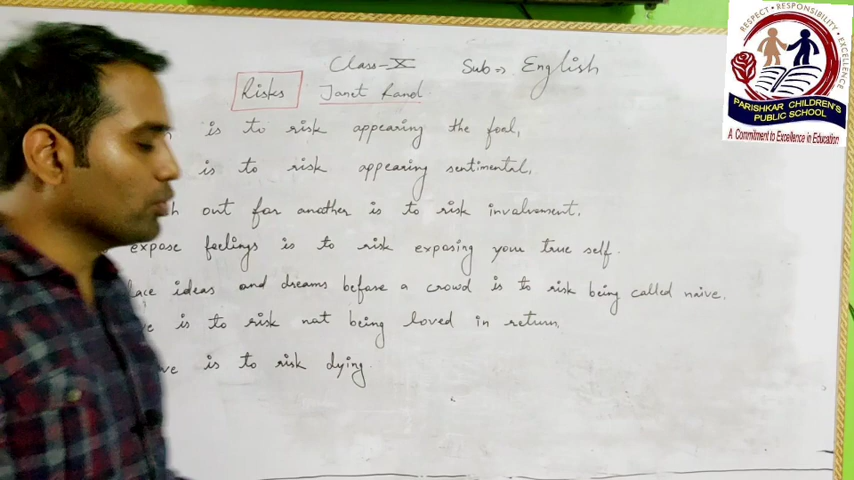 Class-X Sub => English
Risks Janet Rand
is to risk appearing the fool,
is to risk appearing sentimental,
out for another is to risk involvement.
expose feelings is to risk exposing your true self.
ideas and dreams before a crowd is to risk being called naive.
is to risk not being loved in return.
is to risk dying
RESPECT • RESPONSIBILITY • EXCELLENCE
PARISHKAR CHILDREN'S
PUBLIC SCHOOL
A Commitment to Excellence in Education